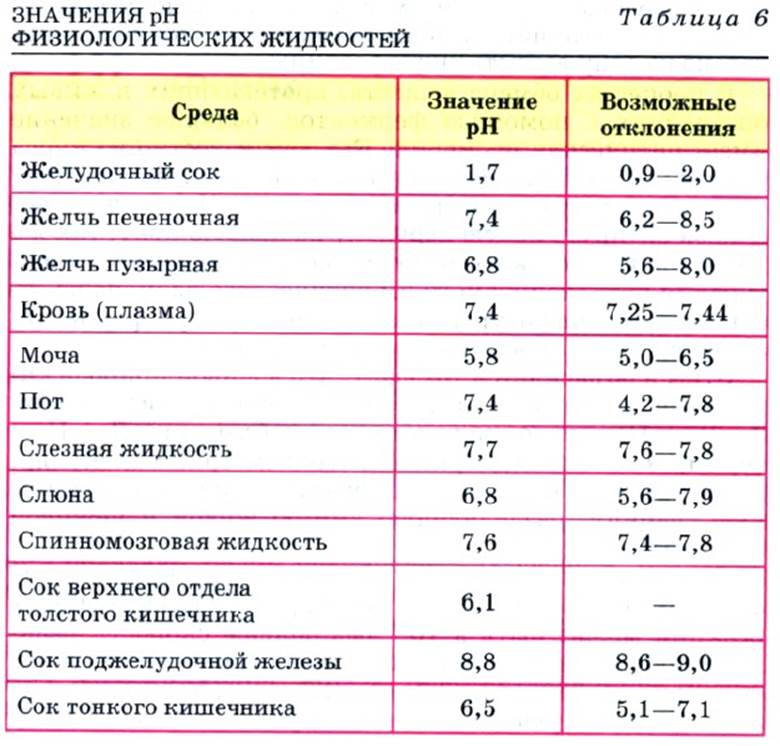 ЗНАЧЕНИЯ рН Таблица 6
ФИЗИОЛОГИЧЕСКИХ ЖИДКОСТЕЙ
Среда Значение рН Возможные отклонения
Желудочный сок 1,7 0,9—2,0
Желчь печеночная 7,4 6,2—8,5
Желчь пузырная 6,8 5,6—8,0
Кровь (плазма) 7,4 7,25—7,44
Моча 5,8 5,0—6,5
Пот 7,4 4,2—7,8
Слезная жидкость 7,7 7,6—7,8
Слюна 6,8 5,6—7,9
Спинномозговая жидкость 7,6 7,4—7,8
Сок верхнего отдела
толстого кишечника 6,1 —
Сок поджелудочной железы 8,8 8,6—9,0
Сок тонкого кишечника 6,5 5,1—7,1